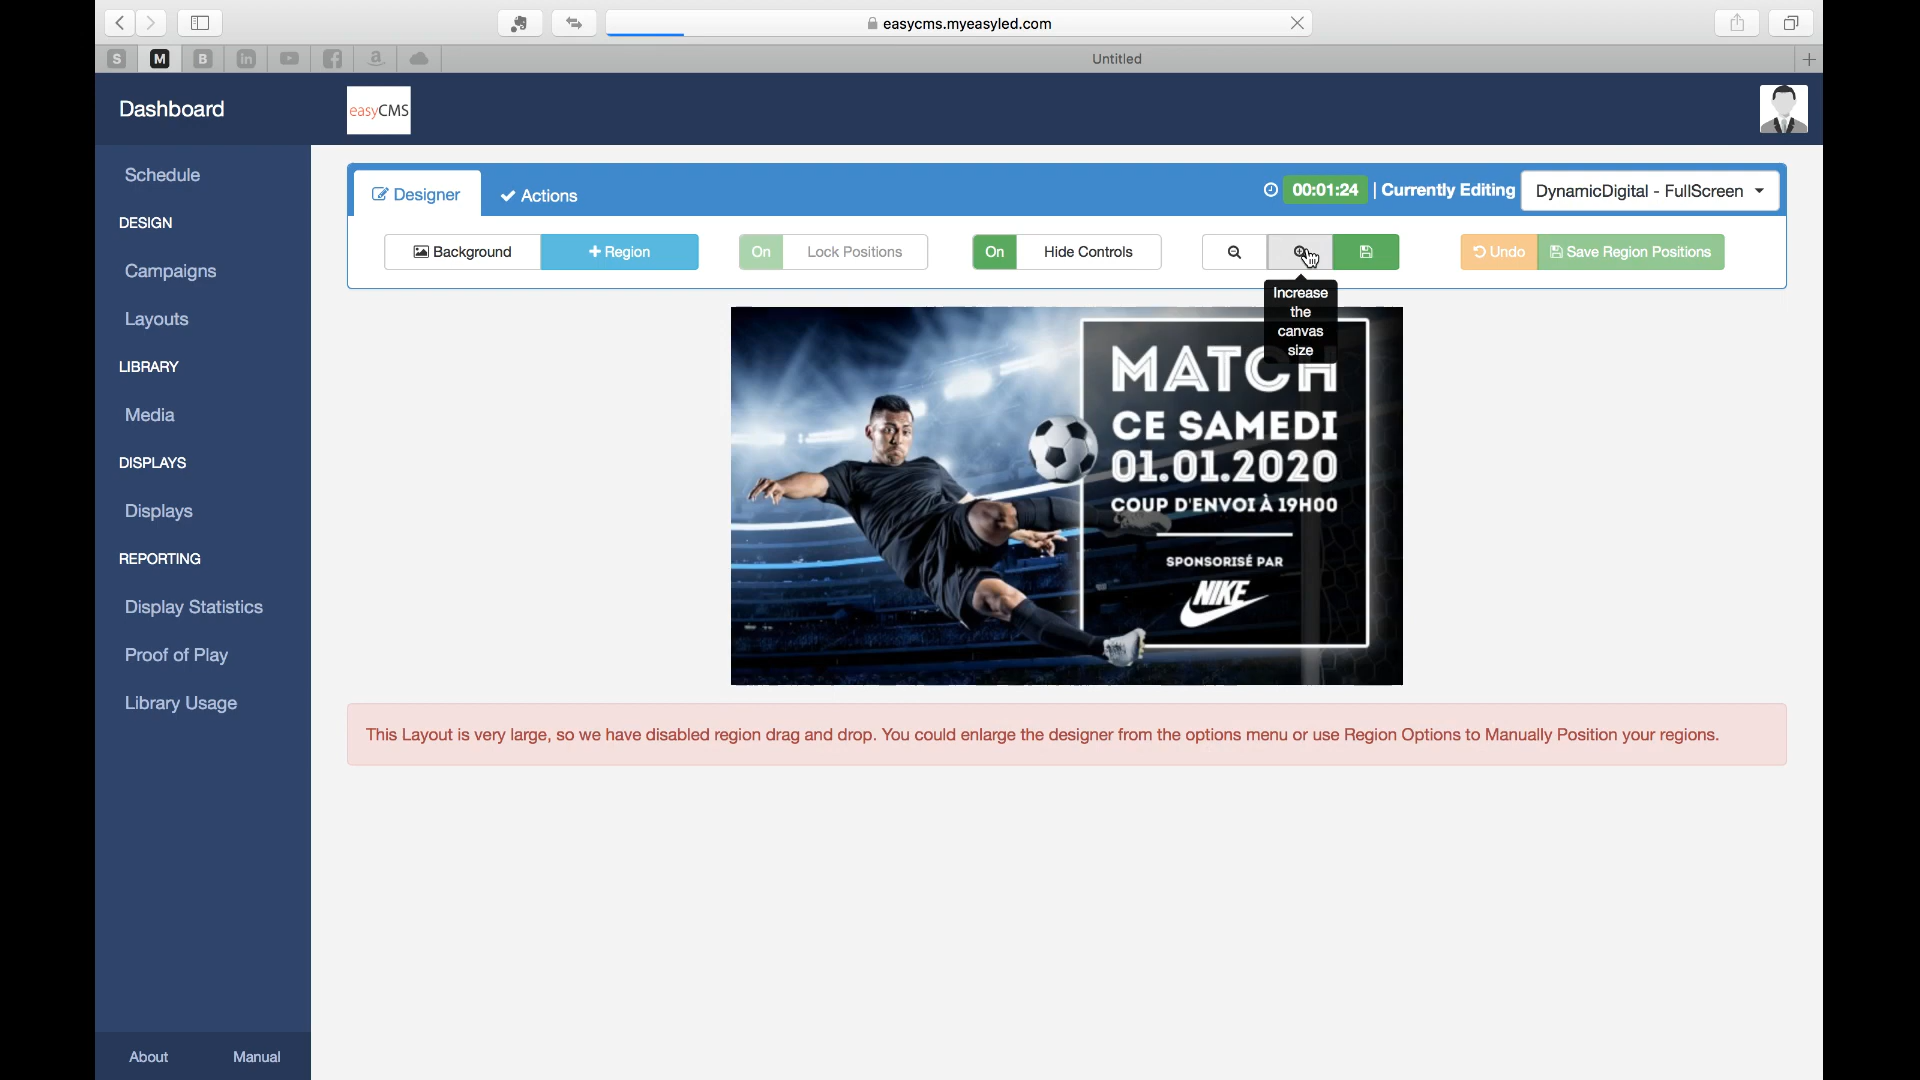 easycms.myeasyled.com
S
M
B
in
a
Untitled
Dashboard
easyCMS
Schedule
DESIGN
Campaigns
Layouts
LIBRARY
Media
DISPLAYS
Displays
REPORTING
Display Statistics
Proof of Play
Library Usage
About
Manual
Designer
Actions
00:01:24 | Currently Editing
DynamicDigital - FullScreen
Background
+ Region
On
Lock Positions
On
Hide Controls
Undo
Save Region Positions
Increase
the
canvas
size
MATCH
CE SAMEDI
01.01.2020
COUP D'ENVOI À 19H00
SPONSORISÉ PAR
NIKE
This Layout is very large, so we have disabled region drag and drop. You could enlarge the designer from the options menu or use Region Options to Manually Position your regions.